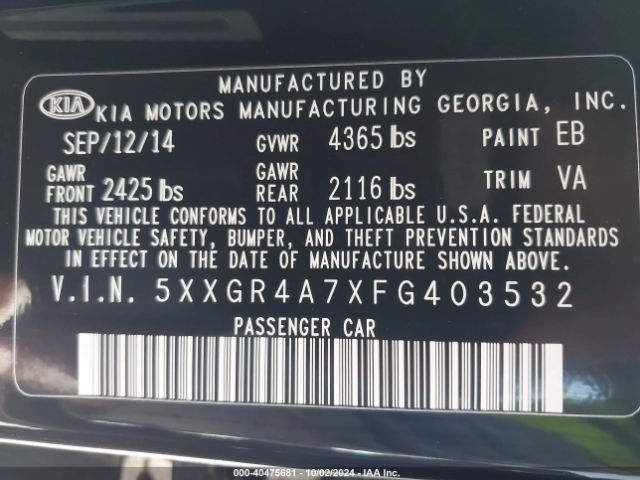 MANUFACTURED BY
KIA KIA MOTORS MANUFACTURING GEORGIA, INC.
SEP/12/14 GVWR 4365 lbs PAINT EB
GAWR FRONT 2425 lbs GAWR REAR 2116 lbs TRIM VA
THIS VEHICLE CONFORMS TO ALL APPLICABLE U.S.A. FEDERAL
MOTOR VEHICLE SAFETY, BUMPER, AND THEFT PREVENTION STANDARDS
IN EFFECT ON THE DATE OF MANUFACTURE SHOWN ABOVE.
V.I.N. 5XXGR4A7XFG403532
PASSENGER CAR
000-40475681 - 10/02/2024 - IAA Inc.